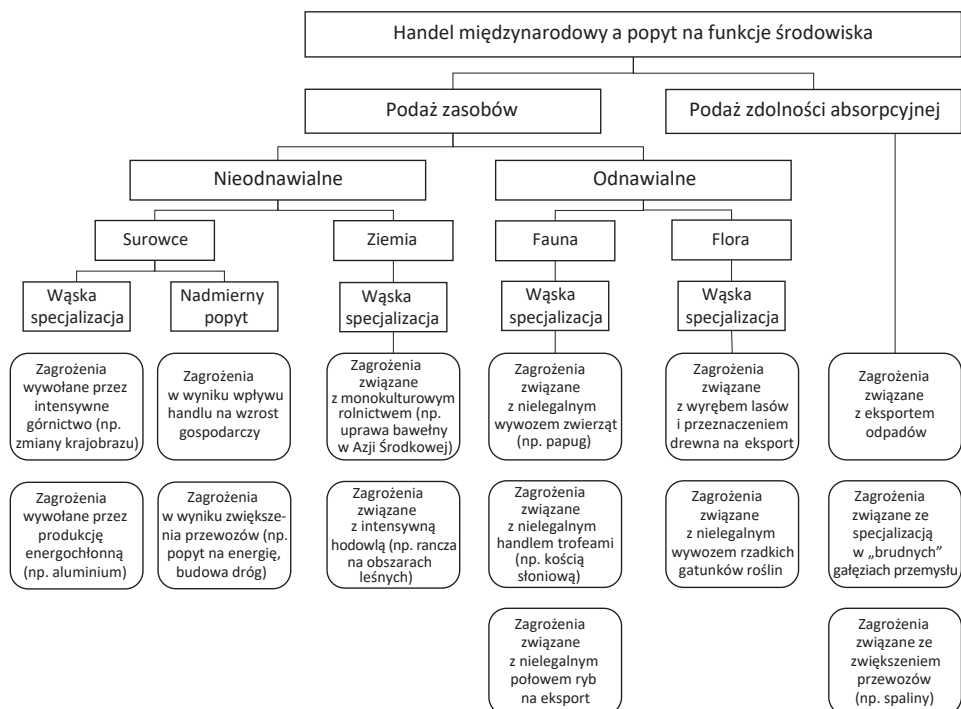 Handel międzynarodowy a popyt na funkcje środowiska
Podaż zasobów
Podaż zdolności absorpcyjnej
Nieodnawialne
Odnawialne
Surowce
Ziemia
Fauna
Flora
Wąska
specjalizacja
Nadmierny
popyt
Wąska
specjalizacja
Wąska
specjalizacja
Wąska
specjalizacja
Zagrożenia
wywołane przez
intensywne
górnictwo (np.
zmiany krajobrazu)
Zagrożenia
w wyniku wpływu
handlu na wzrost
gospodarczy
Zagrożenia
związane
z monokulturowym
rolnictwem (np.
uprawa bawełny
w Azji Środkowej)
Zagrożenia
związane
z nielegalnym
wywozem zwierząt
(np. papug)
Zagrożenia
związane
z wyrębem lasów
i przeznaczeniem
drewna na eksport
Zagrożenia
związane
z eksportem
odpadów
Zagrożenia
wywołane przez
produkcję
energochłonną
(np. aluminium)
Zagrożenia
w wyniku zwiększe-
nia przewozów (np.
popyt na energię,
budowa dróg)
Zagrożenia
związane
z intensywną
hodowlą (np. rancza
na obszarach
leśnych)
Zagrożenia
związane
z nielegalnym
handlem trofeami
(np. kością
słoniową)
Zagrożenia
związane
z nielegalnym
wywozem rzadkich
gatunków roślin
Zagrożenia
związane ze
specjalizacją
w „brudnych”
gałęziach przemysłu
Zagrożenia
związane
z nielegalnym
połowem ryb
na eksport
Zagrożenia
związane ze
zwiększeniem
przewozów
(np. spaliny)